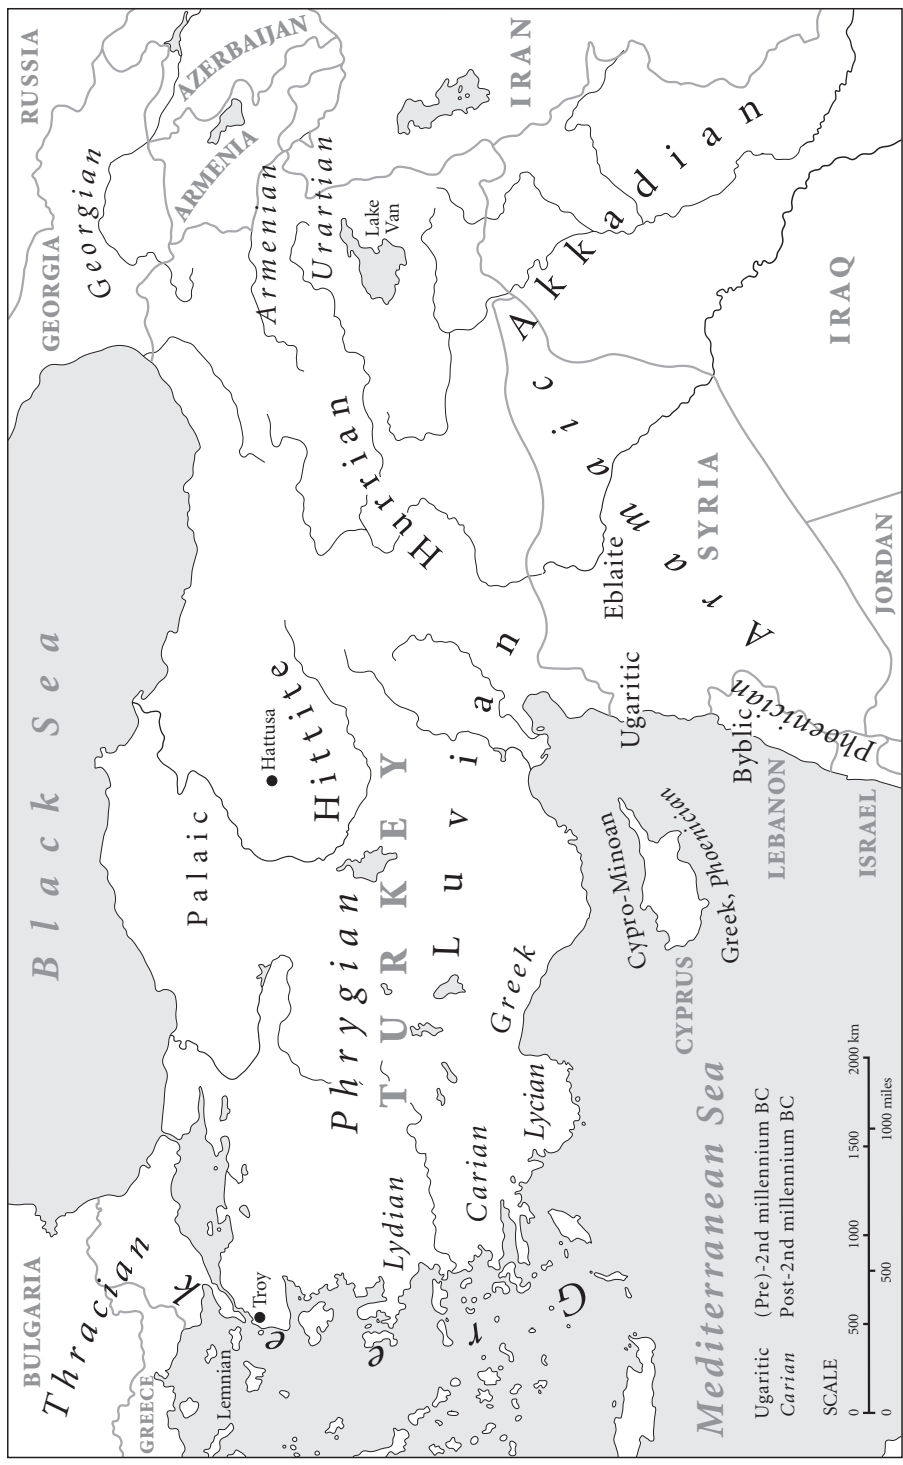 BULGARIA
Black Sea
GEORGIA
RUSSIA
Thracian
Georgian
GREECE
AZERBAIJAN
ARMENIA
Palaic
Hattusa
Hittite
Armenian
Urartian
Lake
Van
IRAN
Lemnian
Troy
Phrygian
TURKEY
Hurrian
Luvian
Lydian
Carian
Lycian
Greek
Greek
Akkadian
Aramaic
Eblaite
Ugaritic
SYRIA
IRAQ
Cypro-Minoan
Phoenician
Greek, Phoenician
CYPRUS
Byblic
Phoenician
LEBANON
ISRAEL
JORDAN
Mediterranean Sea
Ugaritic (Pre)-2nd millennium BC
Carian Post-2nd millennium BC
SCALE
0 500 1000 1500 2000 km
0 500 1000 miles